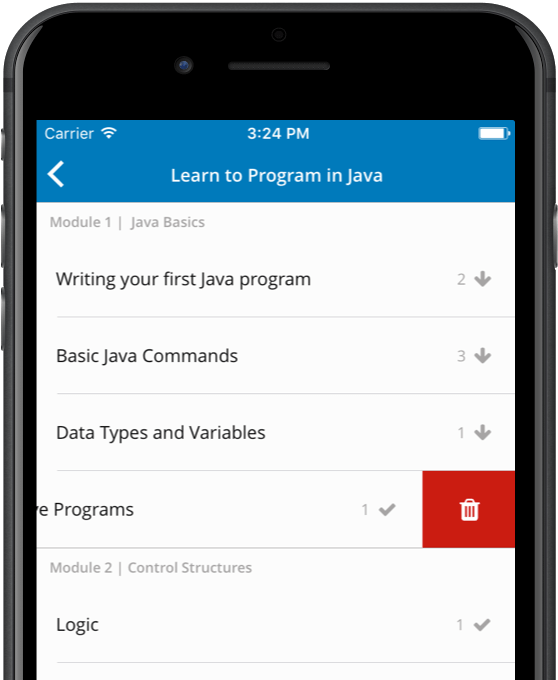 Carrier 3:24 PM
Learn to Program in Java
Module 1 | Java Basics
Writing your first Java program 2
Basic Java Commands 3
Data Types and Variables 1
Programs 1
Module 2 | Control Structures
Logic 1